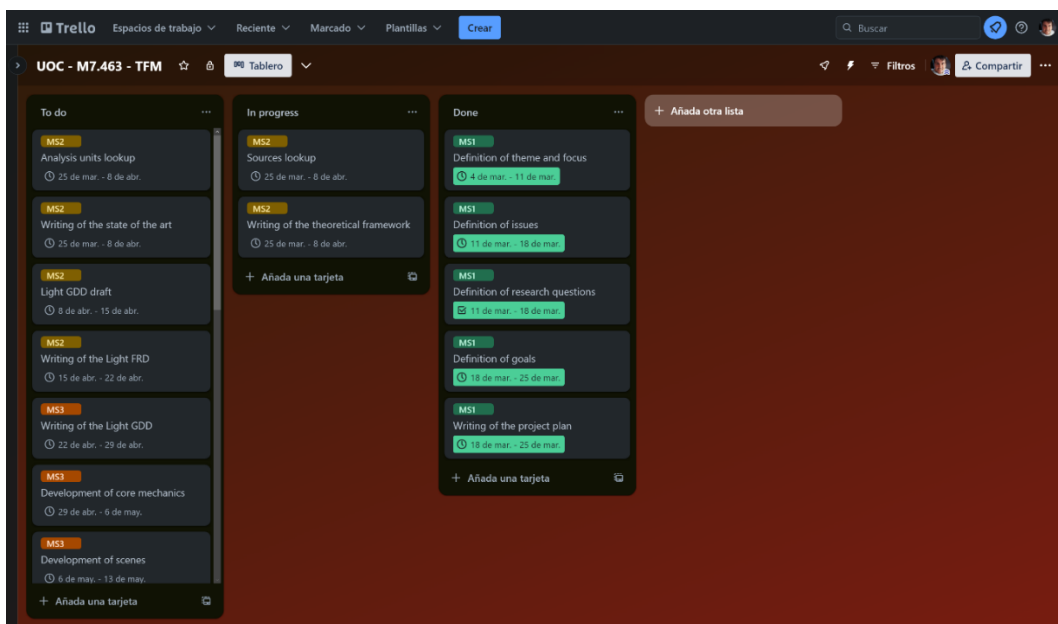 Trello
Espacios de trabajo
Reciente
Marcado
Plantillas
Crear
Buscar
UOC - M7.463 - TFM
Tablero
Filtros
Compartir
To do
MS2
Analysis units lookup
25 de mar. - 8 de abr.
MS2
Writing of the state of the art
25 de mar. - 8 de abr.
MS2
Light GDD draft
8 de abr. - 15 de abr.
MS2
Writing of the Light FRD
15 de abr. - 22 de abr.
MS3
Writing of the Light GDD
22 de abr. - 29 de abr.
MS3
Development of core mechanics
29 de abr. - 6 de may.
MS3
Development of scenes
6 de may. - 13 de may.
+ Añada una tarjeta
In progress
MS2
Sources lookup
25 de mar. - 8 de abr.
MS2
Writing of the theoretical framework
25 de mar. - 8 de abr.
+ Añada una tarjeta
Done
MS1
Definition of theme and focus
4 de mar. - 11 de mar.
MS1
Definition of issues
11 de mar. - 18 de mar.
MS1
Definition of research questions
11 de mar. - 18 de mar.
MS1
Definition of goals
18 de mar. - 25 de mar.
MS1
Writing of the project plan
18 de mar. - 25 de mar.
+ Añada una tarjeta
+ Añada otra lista